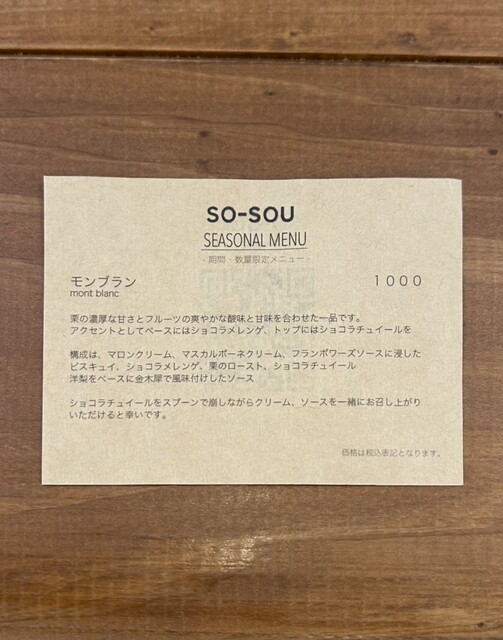 SO-SOU
SEASONAL MENU
- 期間・数量限定メニュー -
モンブラン 1000
mont blanc
栗の濃厚な甘さとフルーツの爽やかな酸味と甘味を合わせた一品です。
アクセントとしてベースにはショコラメレンゲ、トップにはショコラチュイールを
構成は、マロンクリーム、マスカルポーネクリーム、フランボワーズソースに浸した
ビスキュイ、ショコラメレンゲ、栗のロースト、ショコラチュイール
洋梨をベースに金木犀で風味付けしたソース
ショコラチュイールをスプーンで崩しながらクリーム、ソースを一緒にお召し上がり
いただけると幸いです。
価格は税込表記となります。